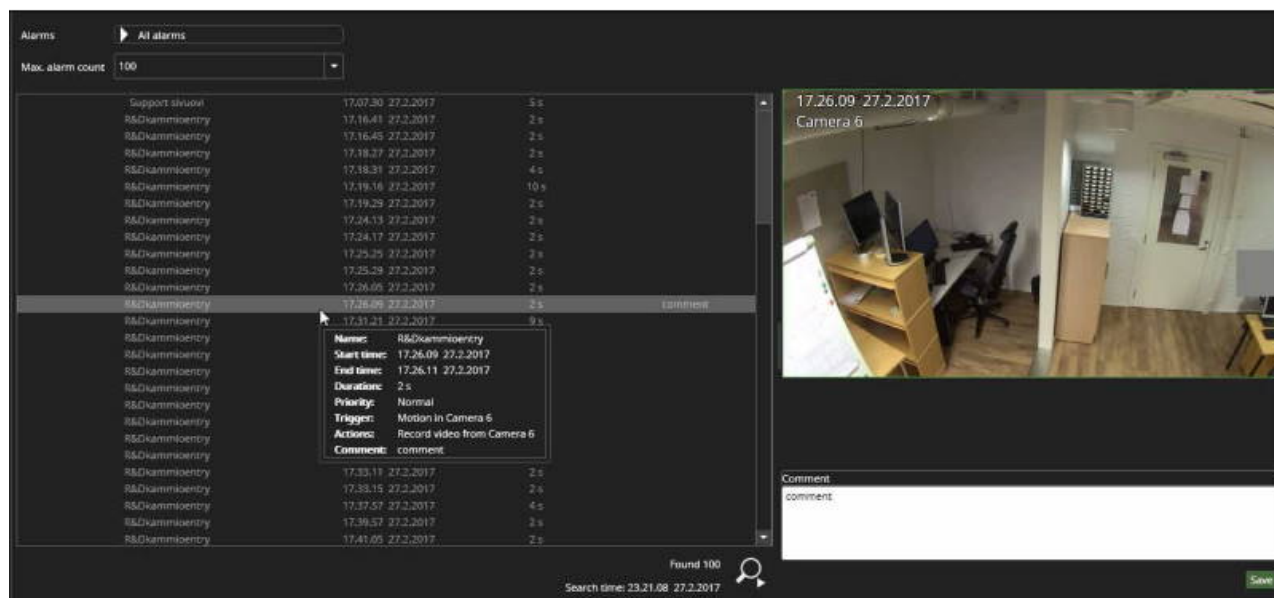 Alarms All alarms
Max. alarm count 100
Support sivuovi 17.07.30 27.2.2017 5 s
R&Dkammioentry 17.16.41 27.2.2017 2 s
R&Dkammioentry 17.16.45 27.2.2017 2 s
R&Dkammioentry 17.18.27 27.2.2017 2 s
R&Dkammioentry 17.18.31 27.2.2017 4 s
R&Dkammioentry 17.19.16 27.2.2017 10 s
R&Dkammioentry 17.19.29 27.2.2017 2 s
R&Dkammioentry 17.24.13 27.2.2017 2 s
R&Dkammioentry 17.24.17 27.2.2017 2 s
R&Dkammioentry 17.25.25 27.2.2017 2 s
R&Dkammioentry 17.25.29 27.2.2017 2 s
R&Dkammioentry 17.26.05 27.2.2017 2 s
R&Dkammioentry 17.26.09 27.2.2017 2 s comment
R&Dkammioentry 17.31.21 27.2.2017 9 s
R&Dkammioentry
R&Dkammioentry
R&Dkammioentry
R&Dkammioentry
R&Dkammioentry
R&Dkammioentry
R&Dkammioentry
R&Dkammioentry
Name: R&Dkammioentry
Start time: 17.26.09 27.2.2017
End time: 17.26.11 27.2.2017
Duration: 2 s
Priority: Normal
Trigger: Motion in Camera 6
Actions: Record video from Camera 6
Comment: comment
R&Dkammioentry 17.33.11 27.2.2017 2 s
R&Dkammioentry 17.33.15 27.2.2017 2 s
R&Dkammioentry 17.37.57 27.2.2017 4 s
R&Dkammioentry 17.39.57 27.2.2017 2 s
R&Dkammioentry 17.41.05 27.2.2017 2 s
Found 100
Search time: 23.21.08 27.2.2017
17.26.09 27.2.2017
Camera 6
Comment
comment
Save